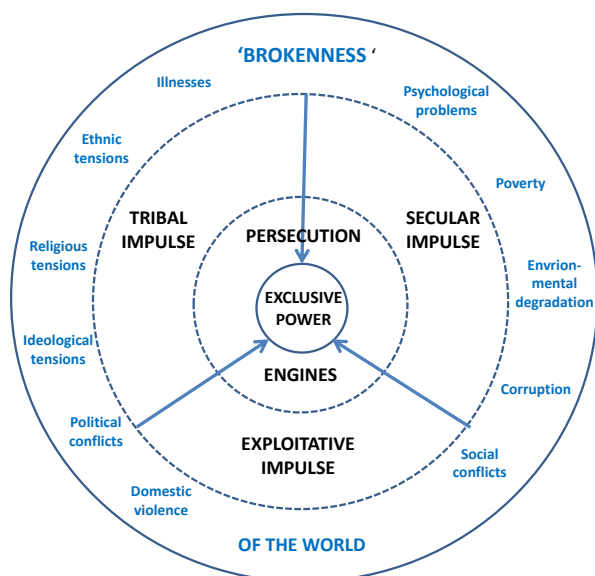 ‘BROKENNESS ‘
Illnesses
Psychological
problems
Ethnic
tensions
Poverty
TRIBAL
IMPULSE
SECULAR
IMPULSE
PERSECUTION
Religious
tensions
Envrion-
mental
degradation
EXCLUSIVE
POWER
Ideological
tensions
ENGINES
Corruption
Political
conflicts
EXPLOITATIVE
IMPULSE
Social
conflicts
Domestic
violence
OF THE WORLD